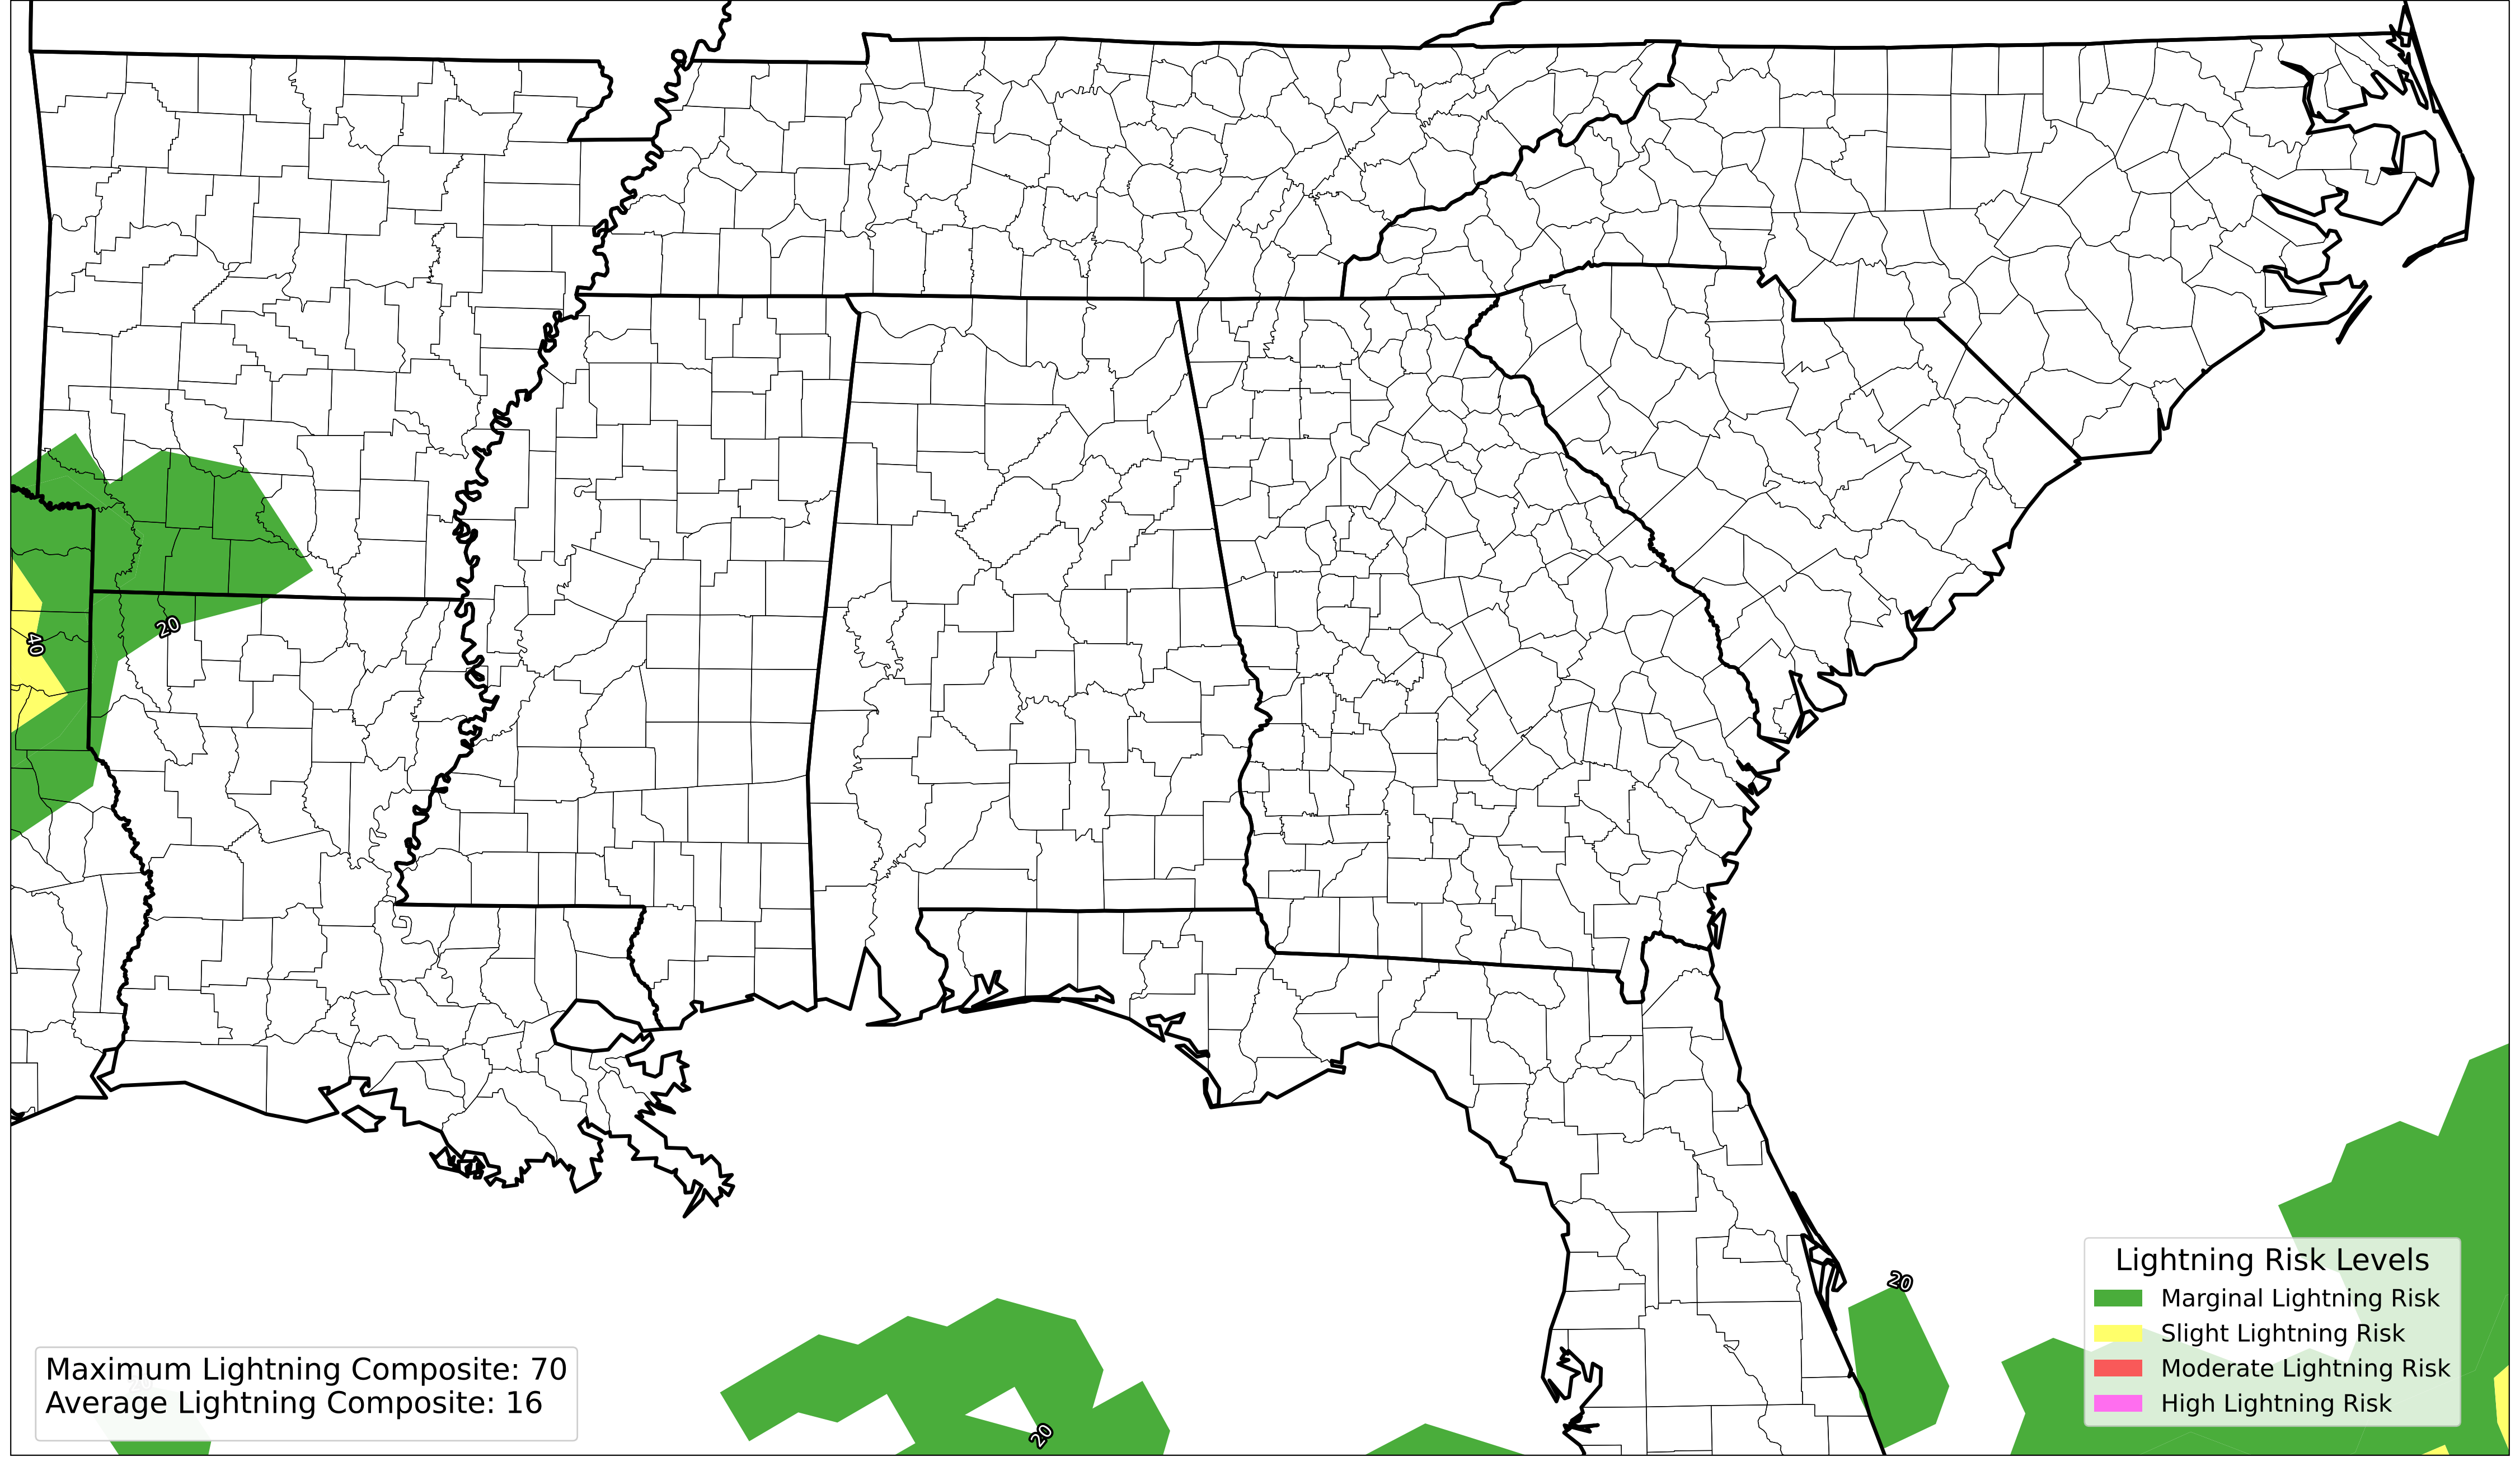 20
40
20
Lightning Risk Levels
Marginal Lightning Risk
Slight Lightning Risk
Moderate Lightning Risk
High Lightning Risk
Maximum Lightning Composite: 70
Average Lightning Composite: 16
20